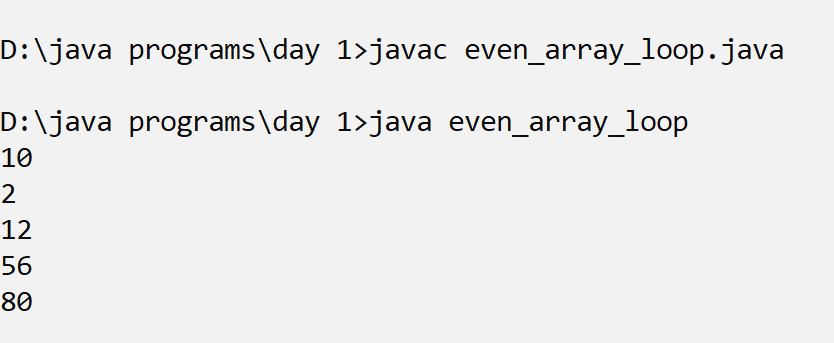 D:\java programs\day 1>javac even_array_loop.java
D:\java programs\day 1>java even_array_loop
10
2
12
56
80